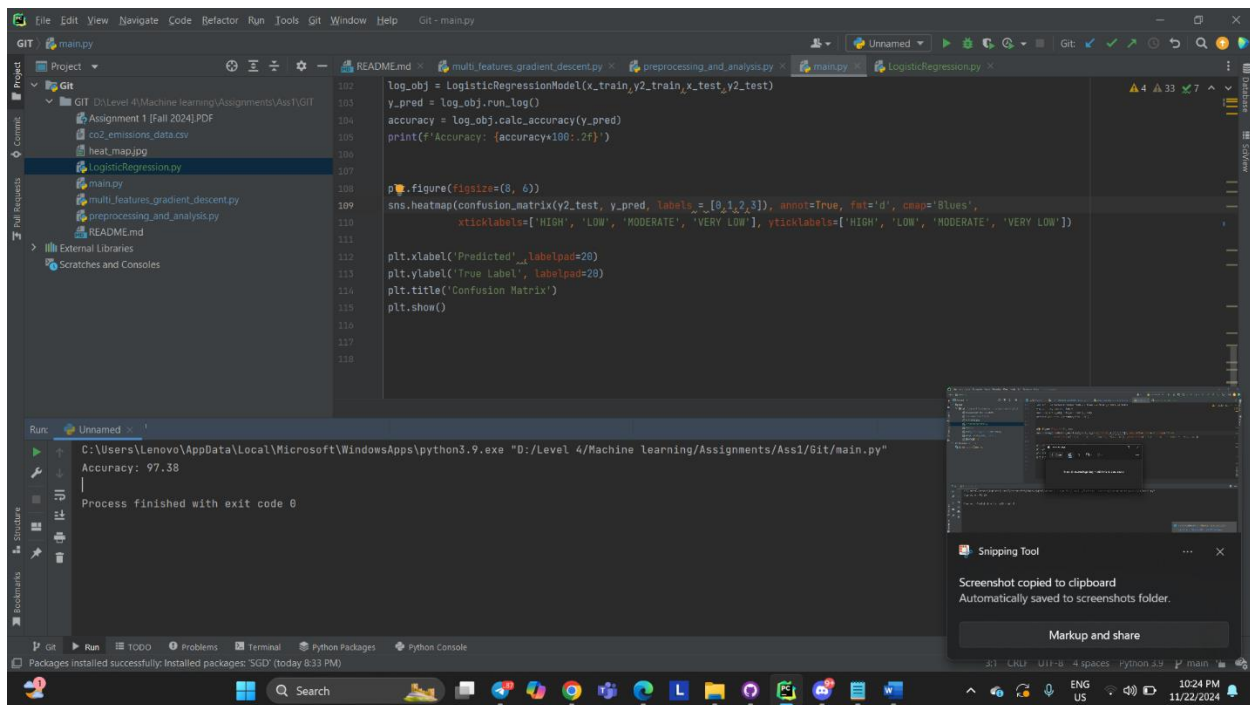 File Edit View Navigate Code Refactor Run Tools Git Window Help Git - main.py
GIT main.py
Unnamed
Git:
Project
README.md
multi_features_gradient_descent.py
preprocessing_and_analysis.py
main.py
LogisticRegression.py
Git
GIT D:\Level 4\Machine learning\Assignments\Ass1\GIT
Assignment 1 [Fall 2024].PDF
co2_emissions_data.csv
heat_map.jpg
LogisticRegression.py
main.py
multi_features_gradient_descent.py
preprocessing_and_analysis.py
README.md
External Libraries
Scratches and Consoles
4 33 7
102 log_obj = LogisticRegressionModel(x_train,y2_train,x_test,y2_test)
103 y_pred = log_obj.run_log()
104 accuracy = log_obj.calc_accuracy(y_pred)
105 print(f'Accuracy: {accuracy*100:.2f}')
106
107
108 plt.figure(figsize=(8, 6))
109 sns.heatmap(confusion_matrix(y2_test, y_pred, labels = [0,1,2,3]), annot=True, fmt='d', cmap='Blues',
110 xticklabels=['HIGH', 'LOW', 'MODERATE', 'VERY LOW'], yticklabels=['HIGH', 'LOW', 'MODERATE', 'VERY LOW'])
111
112 plt.xlabel('Predicted' ,labelpad=20)
113 plt.ylabel('True Label', labelpad=20)
114 plt.title('Confusion Matrix')
115 plt.show()
116
117
118
Project
Commit
Pull Requests
Structure
Bookmarks
Database
SciView
Run: Unnamed
C:\Users\Lenovo\AppData\Local\Microsoft\WindowsApps\python3.9.exe "D:/Level 4/Machine learning/Assignments/Ass1/Git/main.py"
Accuracy: 97.38
Process finished with exit code 0
Snipping Tool
Screenshot copied to clipboard
Automatically saved to screenshots folder.
Markup and share
Git Run TODO Problems Terminal Python Packages Python Console
Packages installed successfully: Installed packages: 'SGD' (today 8:33 PM)
3:1 CRLF UTF-8 4 spaces Python 3.9 main
Search
ENG
US
10:24 PM
11/22/2024